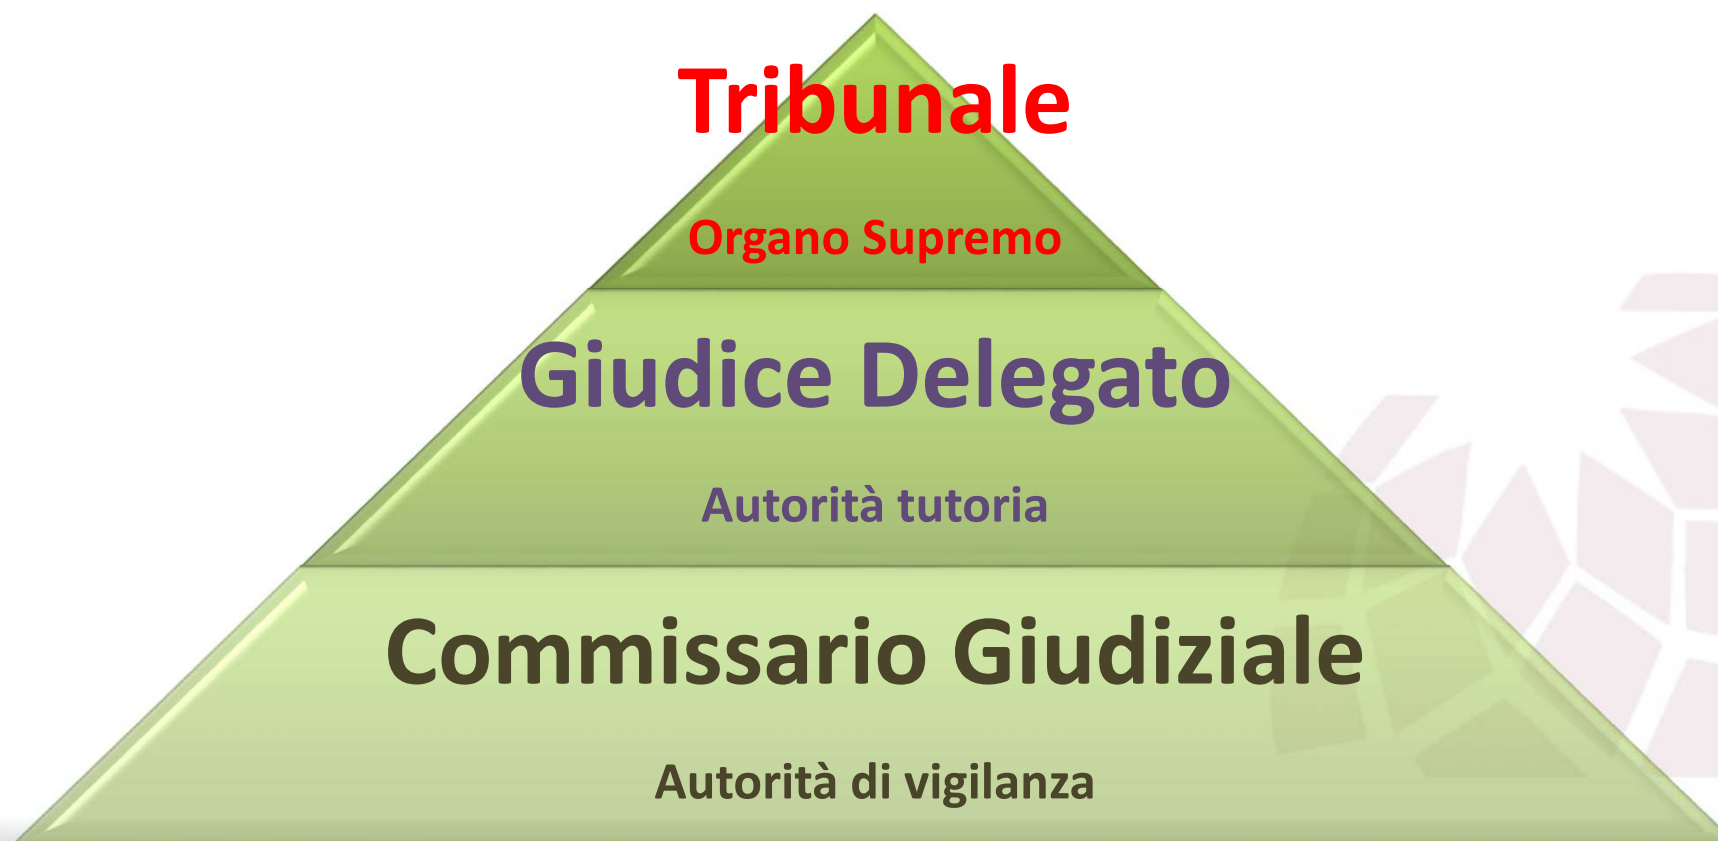 Tribunale
Organo Supremo
Giudice Delegato
Autorità tutoria
Commissario Giudiziale
Autorità di vigilanza